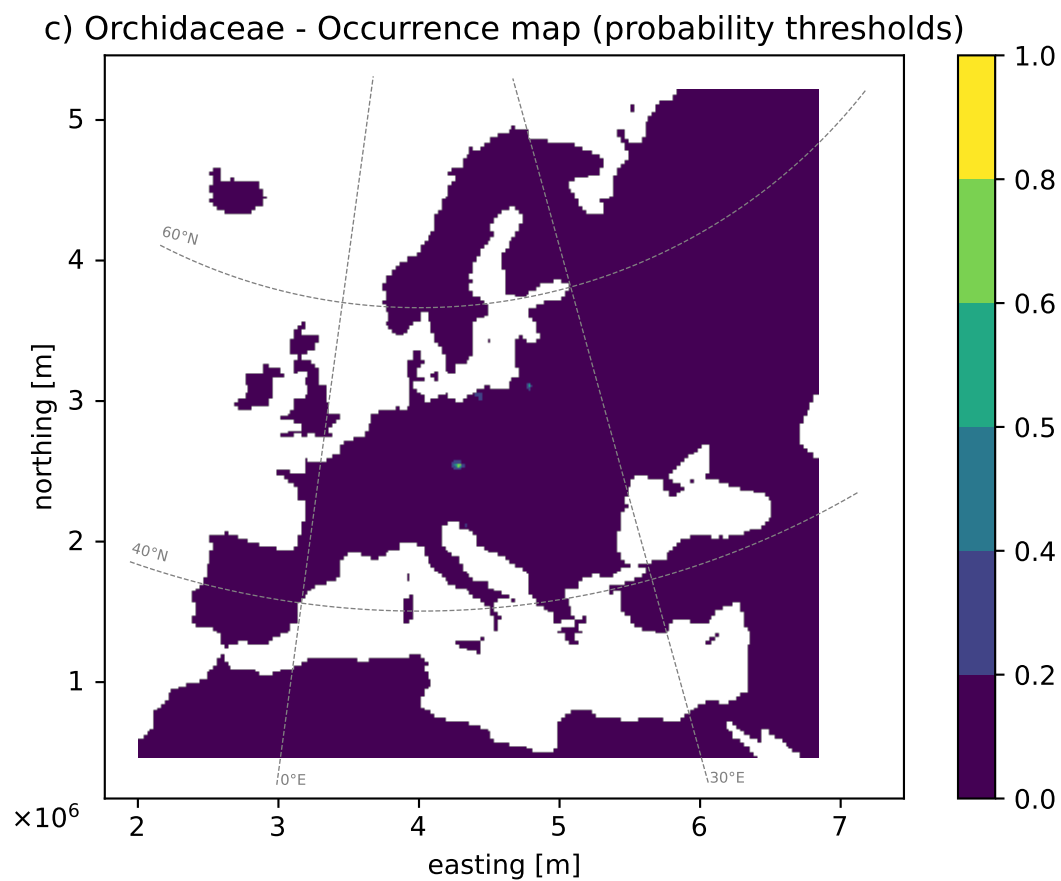 c) Orchidaceae - Occurrence map (probability thresholds)
5
4
3
2
1
northing [m]
×10⁶
2
3
4
5
6
7
easting [m]
60°N
40°N
0°E
30°E
1.0
0.8
0.6
0.5
0.4
0.2
0.0